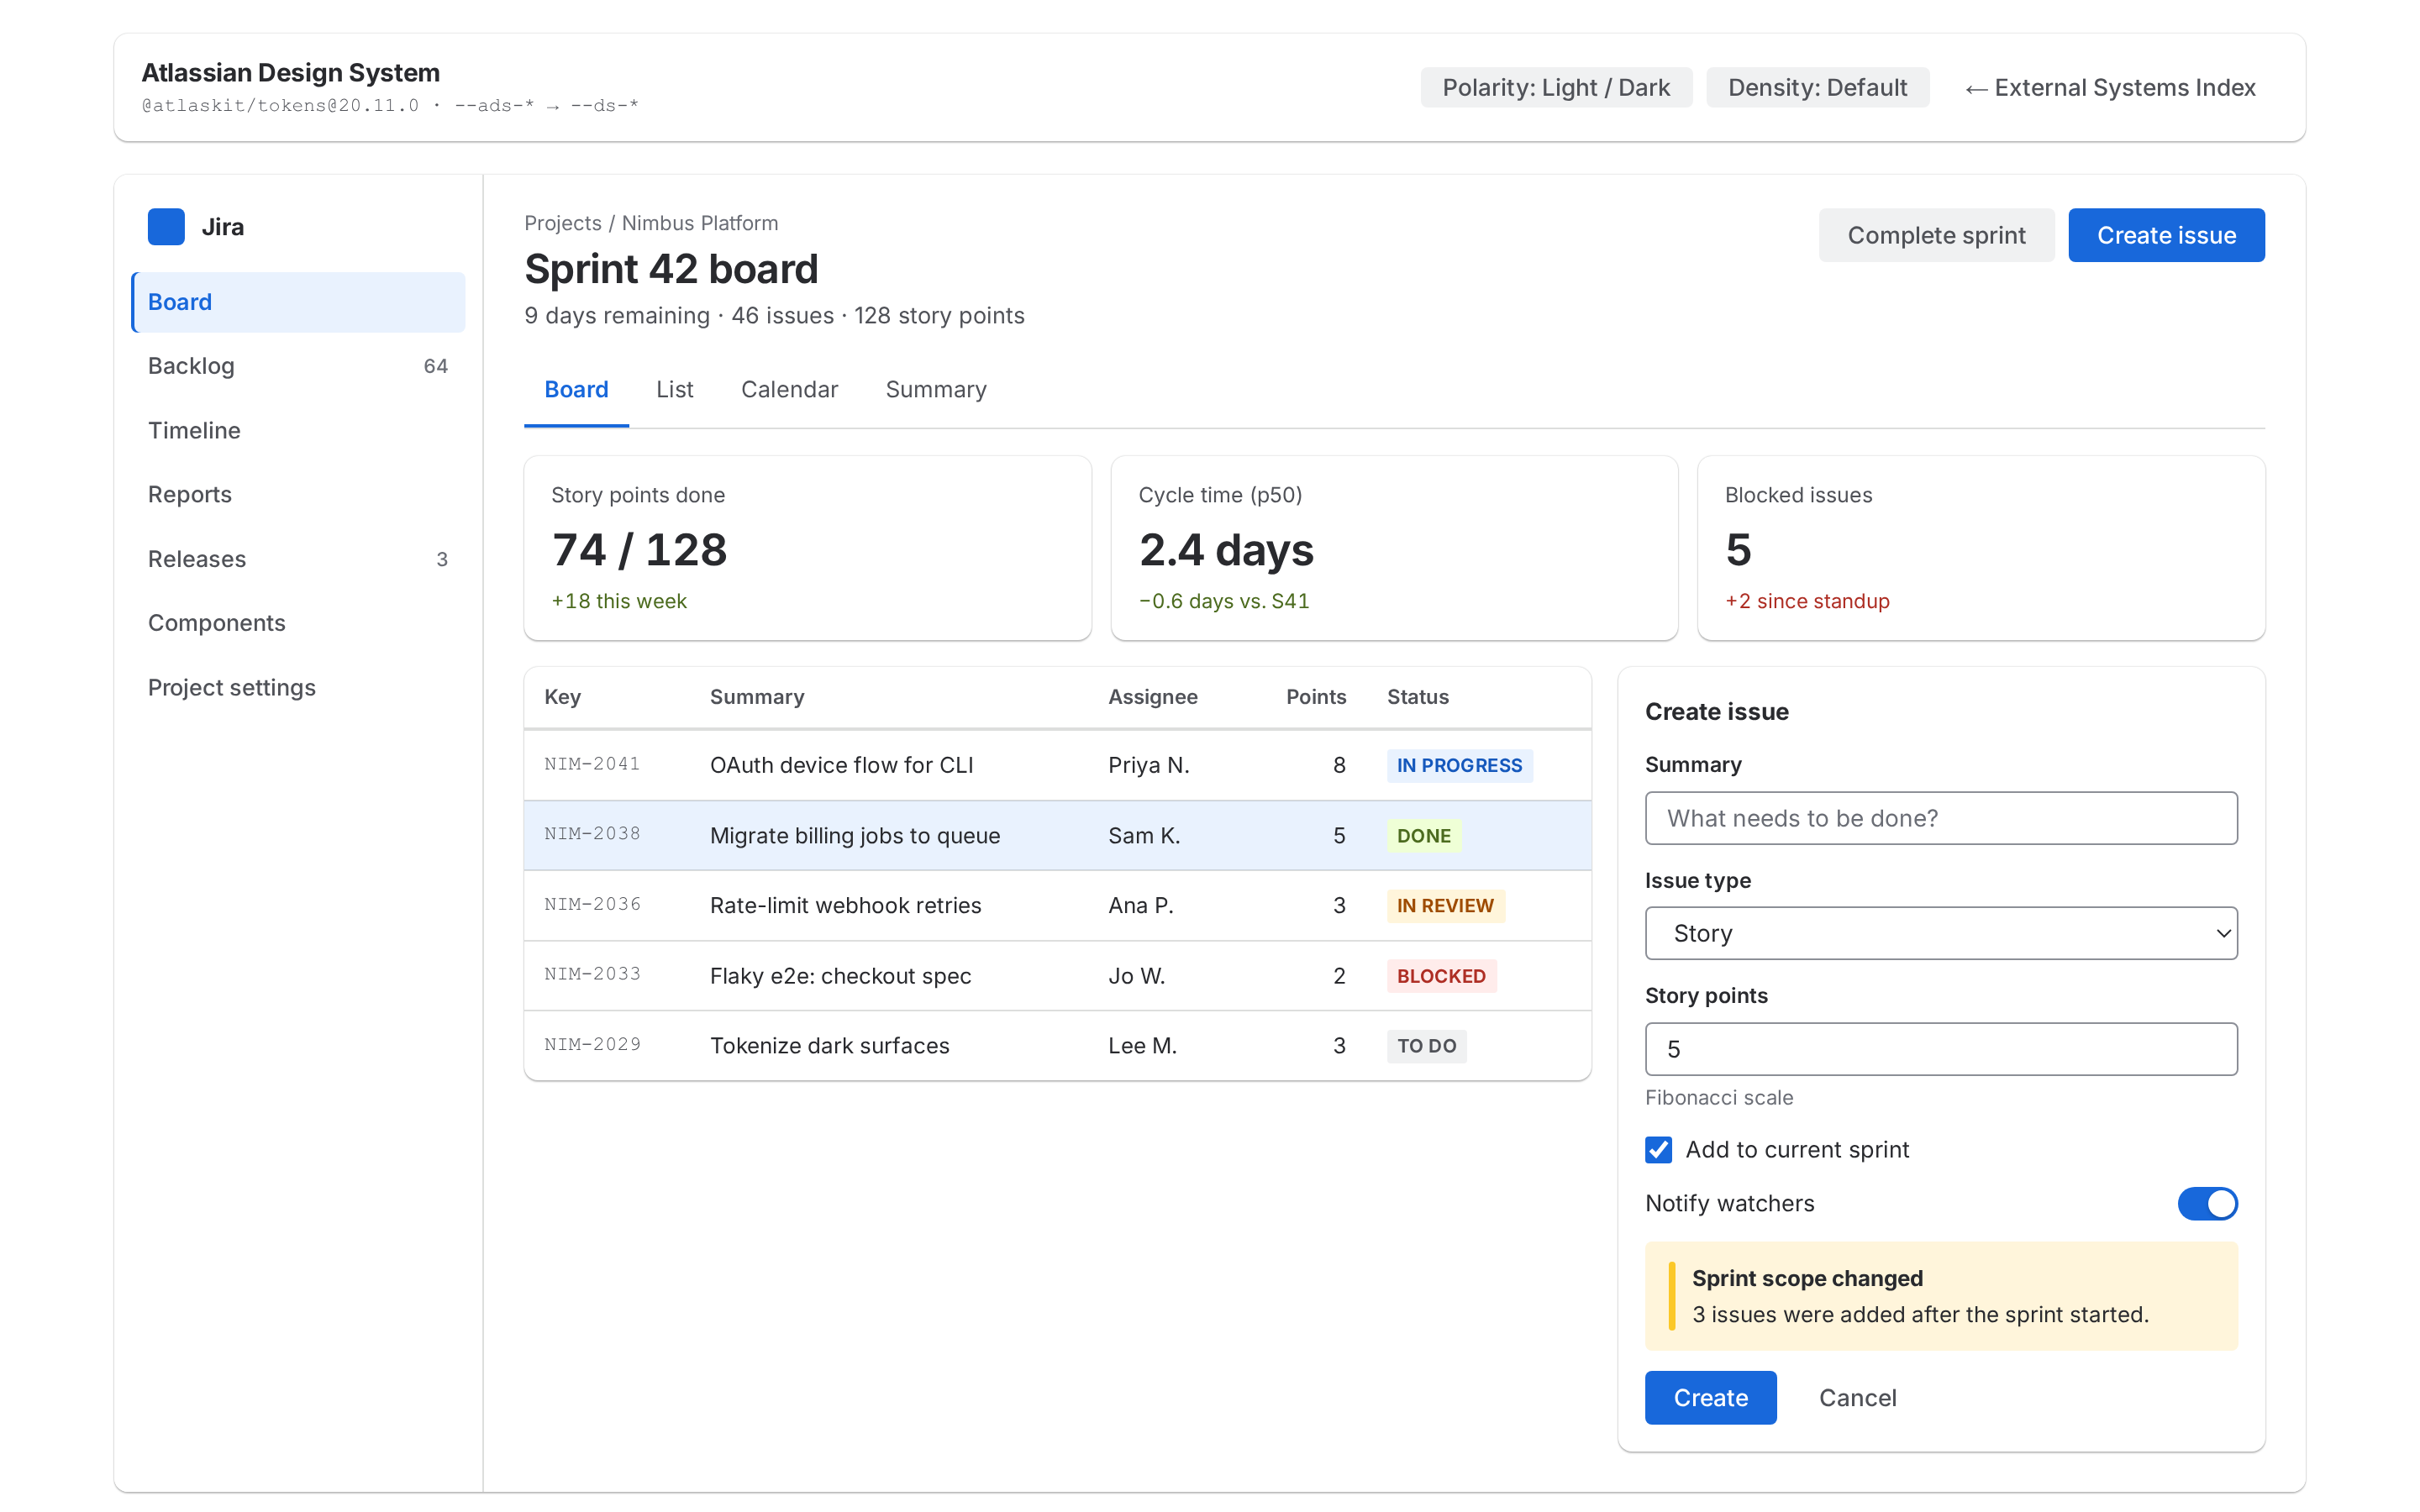 Atlassian Design System
@atlaskit/tokens@20.11.0 · --ads-* → --ds-*
Polarity: Light / Dark
Density: Default
← External Systems Index
Jira
Board
Backlog 64
Timeline
Reports
Releases 3
Components
Project settings
Projects / Nimbus Platform
Sprint 42 board
9 days remaining · 46 issues · 128 story points
Complete sprint
Create issue
Board List Calendar Summary
Story points done
74 / 128
+18 this week
Cycle time (p50)
2.4 days
−0.6 days vs. S41
Blocked issues
5
+2 since standup
Key Summary Assignee Points Status
NIM-2041 OAuth device flow for CLI Priya N. 8 IN PROGRESS
NIM-2038 Migrate billing jobs to queue Sam K. 5 DONE
NIM-2036 Rate-limit webhook retries Ana P. 3 IN REVIEW
NIM-2033 Flaky e2e: checkout spec Jo W. 2 BLOCKED
NIM-2029 Tokenize dark surfaces Lee M. 3 TO DO
Create issue
Summary
What needs to be done?
Issue type
Story
Story points
5
Fibonacci scale
Add to current sprint
Notify watchers
Sprint scope changed
3 issues were added after the sprint started.
Create Cancel